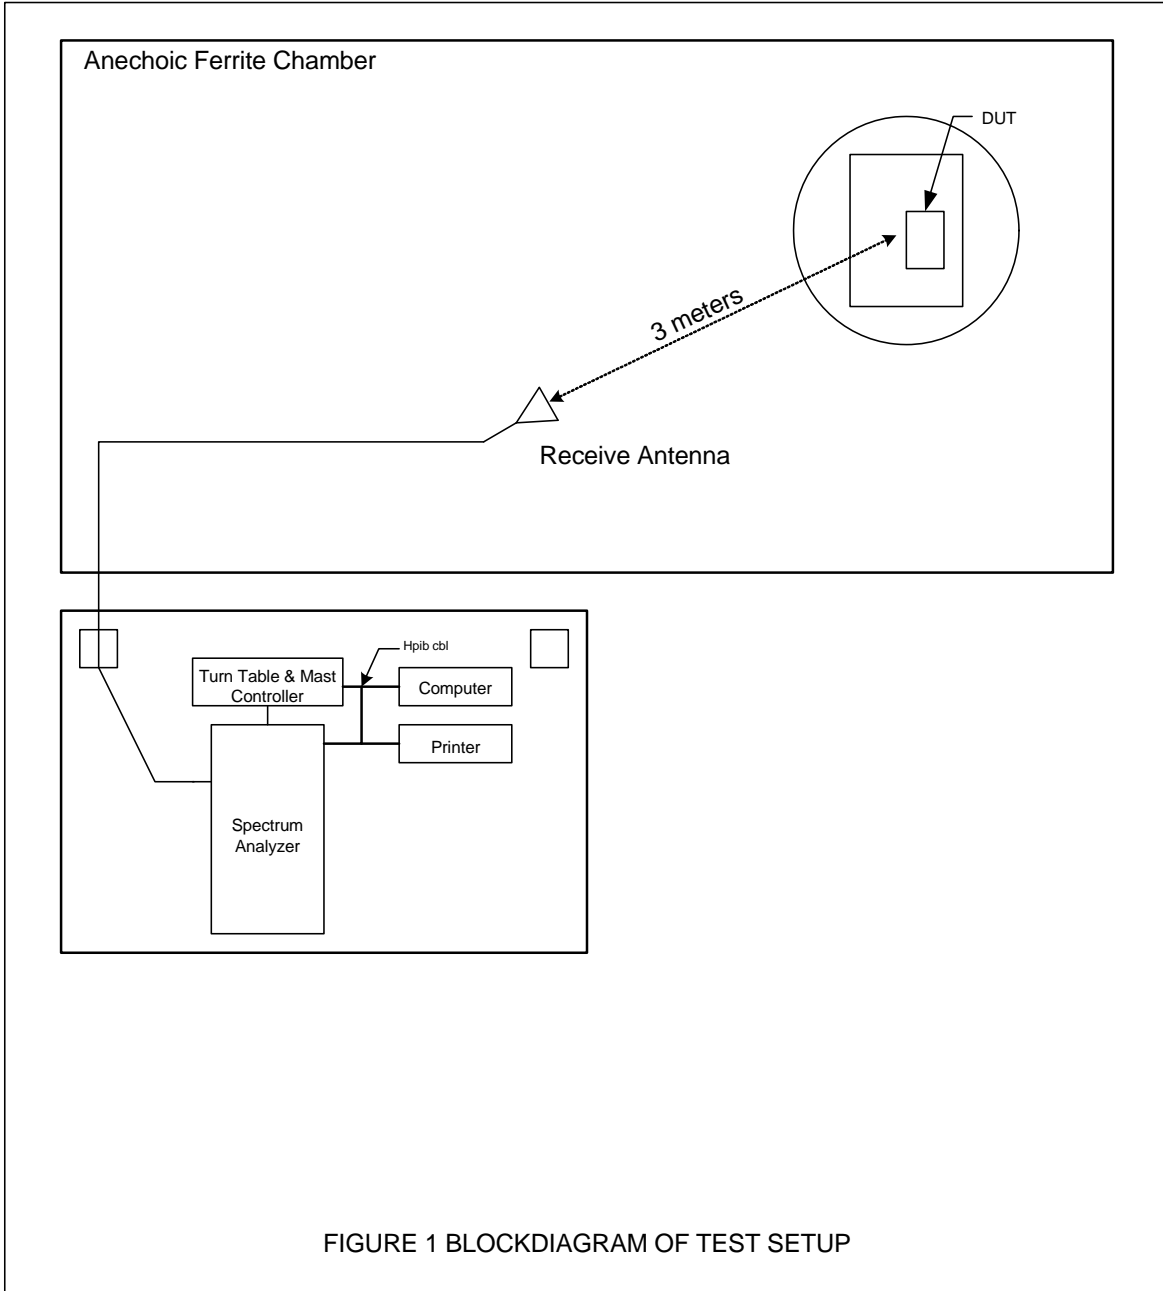 Anechoic Ferrite Chamber
DUT
3 meters
Receive Antenna
Hpib cbl
Turn Table & Mast
Controller
Computer
Printer
Spectrum
Analyzer
FIGURE 1 BLOCKDIAGRAM OF TEST SETUP